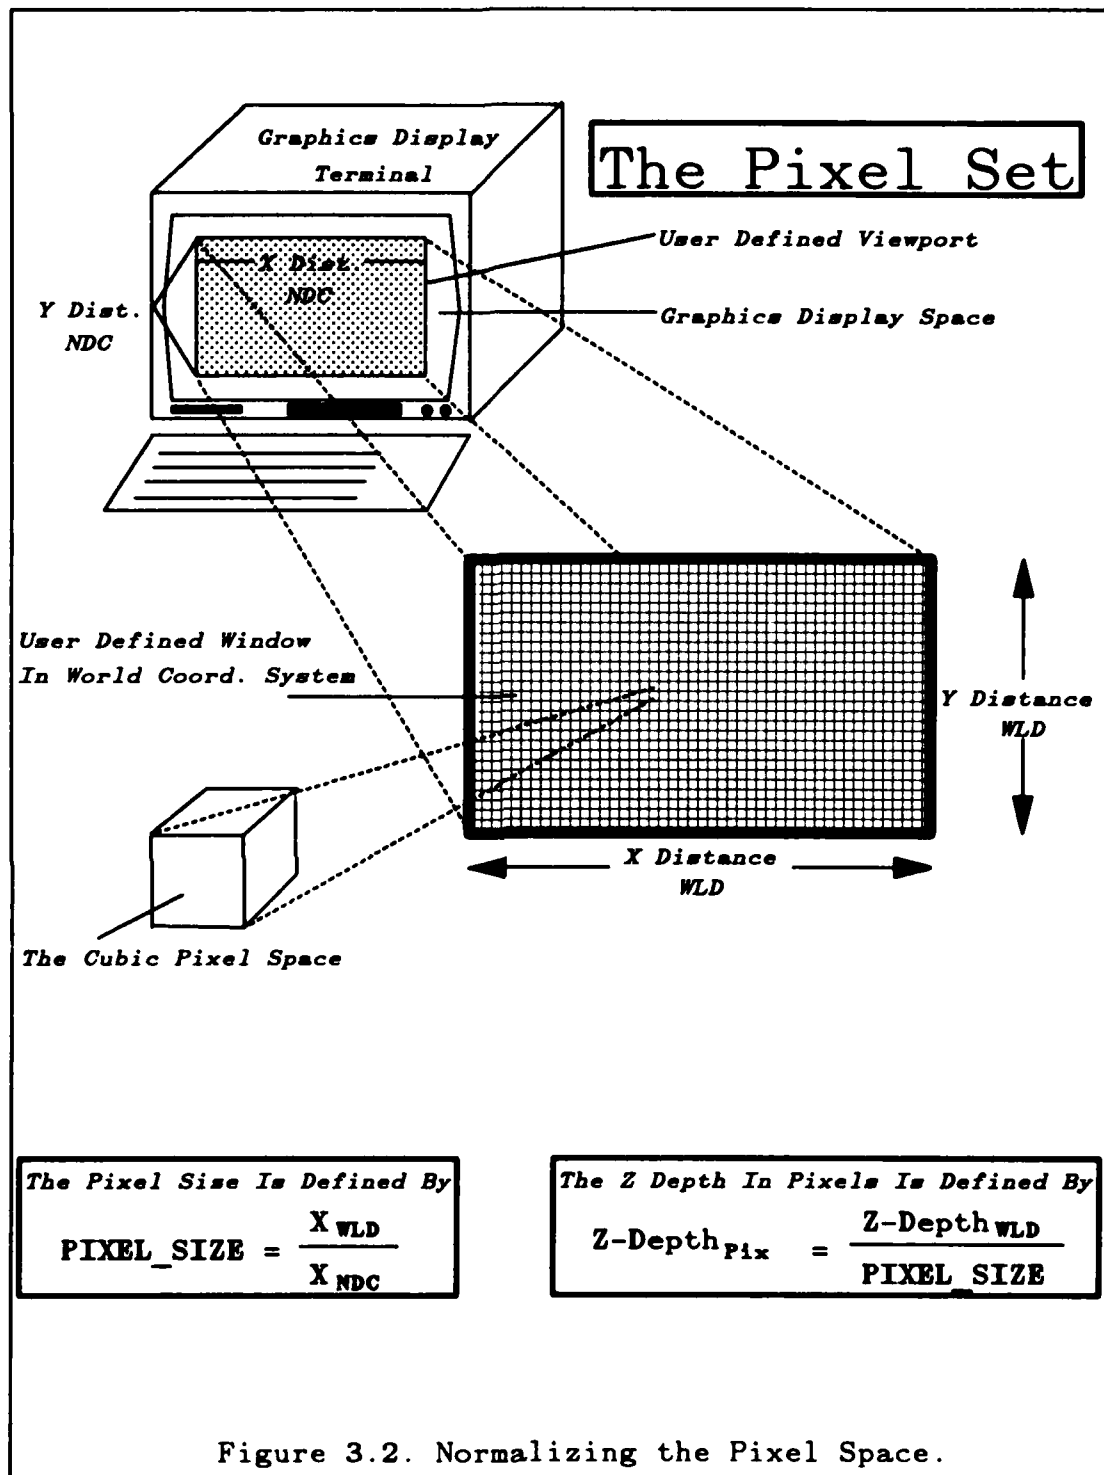 Graphics Display
Terminal
The Pixel Set
User Defined Viewport
X Dist.
NDC
Y Dist.
NDC
Graphics Display Space
User Defined Window
In World Coord. System
Y Distance
WLD
X Distance
WLD
The Cubic Pixel Space
The Pixel Size Is Defined By
PIXEL_SIZE = X WLD / X NDC
The Z Depth In Pixels Is Defined By
Z-Depth Pix = Z-Depth WLD / PIXEL_SIZE
Figure 3.2. Normalizing the Pixel Space.